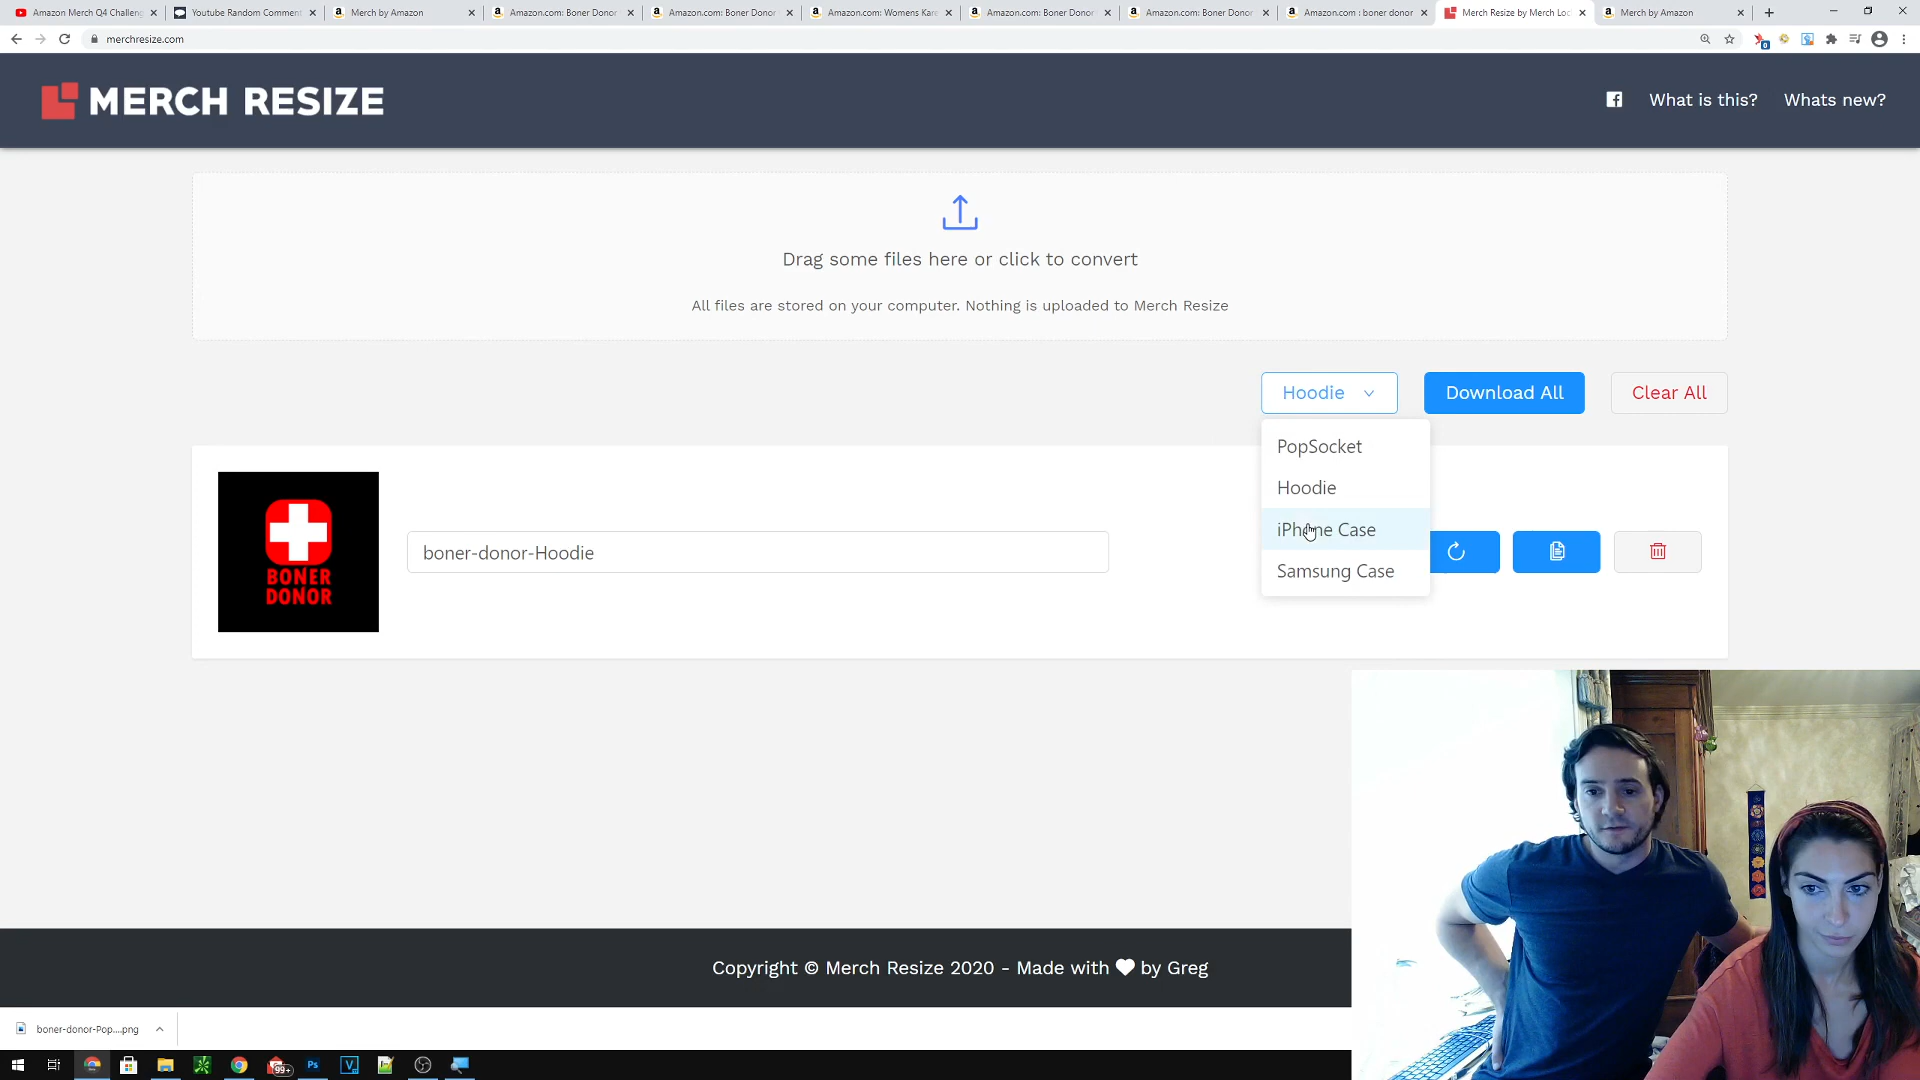 Amazon Merch Q4 Challeng
Youtube Random Comment
Merch by Amazon
Amazon.com: Boner Donor
Amazon.com: Boner Donor
Amazon.com: Womens Kare
Amazon.com: Boner Donor
Amazon.com: Boner Donor
Amazon.com : boner donor
Merch Resize by Merch Loc
Merch by Amazon
merchresize.com
MERCH RESIZE
What is this?
Whats new?
Drag some files here or click to convert
All files are stored on your computer. Nothing is uploaded to Merch Resize
Hoodie
Download All
Clear All
PopSocket
Hoodie
iPhone Case
Samsung Case
BONER
DONOR
boner-donor-Hoodie
Copyright © Merch Resize 2020 - Made with ♥ by Greg
boner-donor-Pop....png
99+
Ps